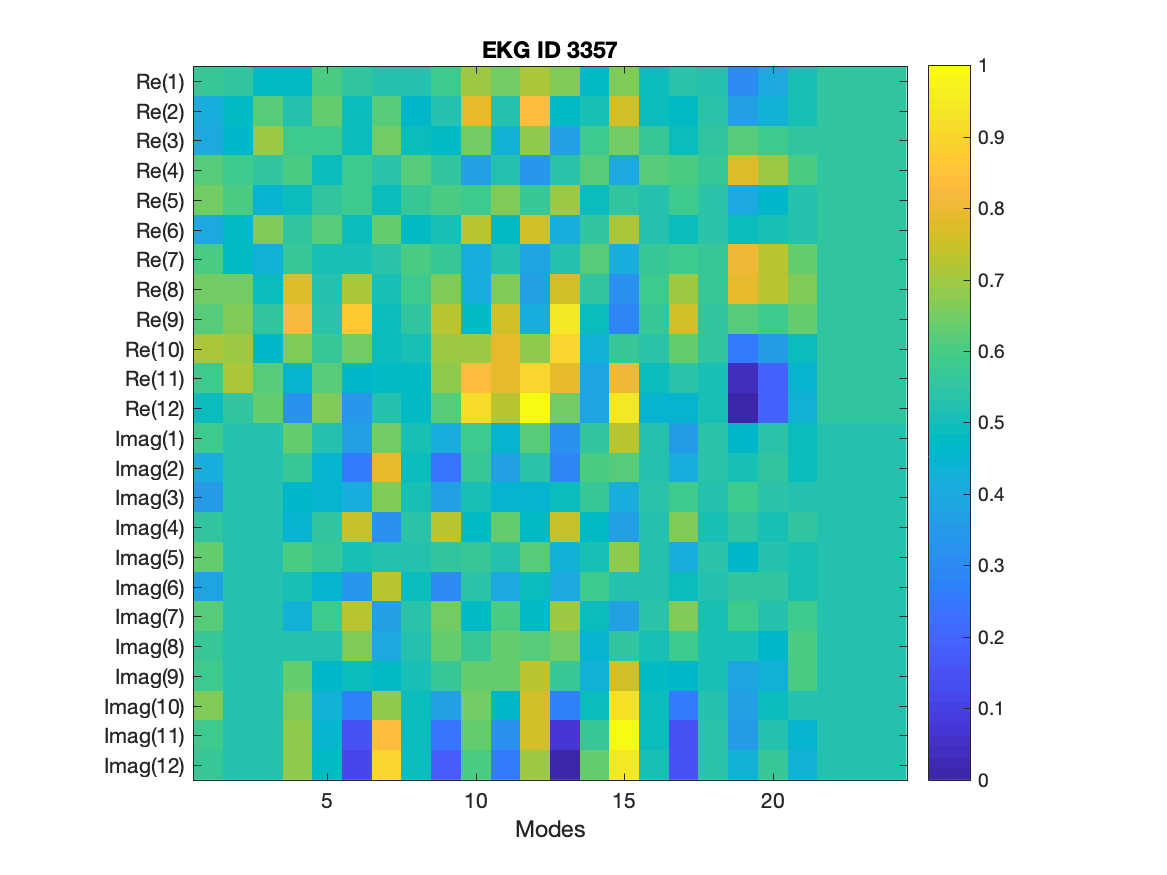 EKG ID 3357
Re(1)
Re(2)
Re(3)
Re(4)
Re(5)
Re(6)
Re(7)
Re(8)
Re(9)
Re(10)
Re(11)
Re(12)
Imag(1)
Imag(2)
Imag(3)
Imag(4)
Imag(5)
Imag(6)
Imag(7)
Imag(8)
Imag(9)
Imag(10)
Imag(11)
Imag(12)
5 10 15 20
Modes
1
0.9
0.8
0.7
0.6
0.5
0.4
0.3
0.2
0.1
0